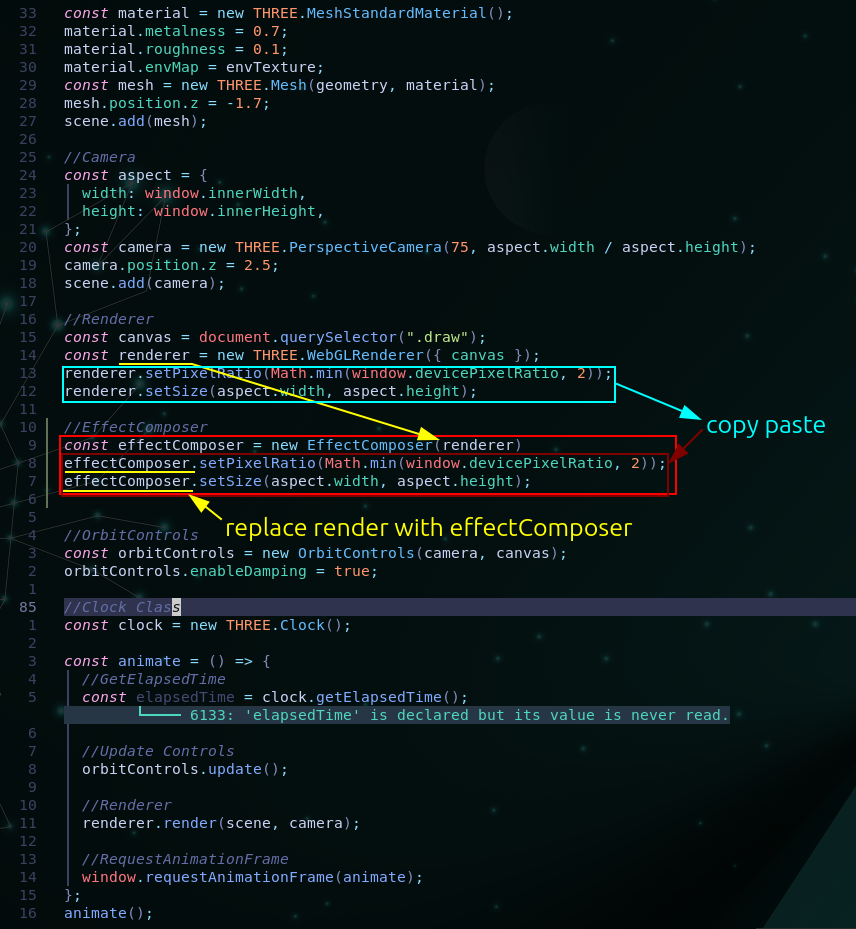 33 const material = new THREE.MeshStandardMaterial();
32 material.metalness = 0.7;
31 material.roughness = 0.1;
30 material.envMap = envTexture;
29 const mesh = new THREE.Mesh(geometry, material);
28 mesh.position.z = -1.7;
27 scene.add(mesh);
26
25 //Camera
24 const aspect = {
23   width: window.innerWidth,
22   height: window.innerHeight,
21 };
20 const camera = new THREE.PerspectiveCamera(75, aspect.width / aspect.height);
19 camera.position.z = 2.5;
18 scene.add(camera);
17
16 //Renderer
15 const canvas = document.querySelector(".draw");
14 const renderer = new THREE.WebGLRenderer({ canvas });
13 renderer.setPixelRatio(Math.min(window.devicePixelRatio, 2));
12 renderer.setSize(aspect.width, aspect.height);
copy paste
11
10 //EffectComposer
9 const effectComposer = new EffectComposer(renderer)
8 effectComposer.setPixelRatio(Math.min(window.devicePixelRatio, 2));
7 effectComposer.setSize(aspect.width, aspect.height);
6
5
replace render with effectComposer
4 //OrbitControls
3 const orbitControls = new OrbitControls(camera, canvas);
2 orbitControls.enableDamping = true;
1
85 //Clock Class
1 const clock = new THREE.Clock();
2
3 const animate = () => {
4   //GetElapsedTime
5   const elapsedTime = clock.getElapsedTime();
6133: 'elapsedTime' is declared but its value is never read.
6
7   //Update Controls
8   orbitControls.update();
9
10   //Renderer
11   renderer.render(scene, camera);
12
13   //RequestAnimationFrame
14   window.requestAnimationFrame(animate);
15 };
16 animate();